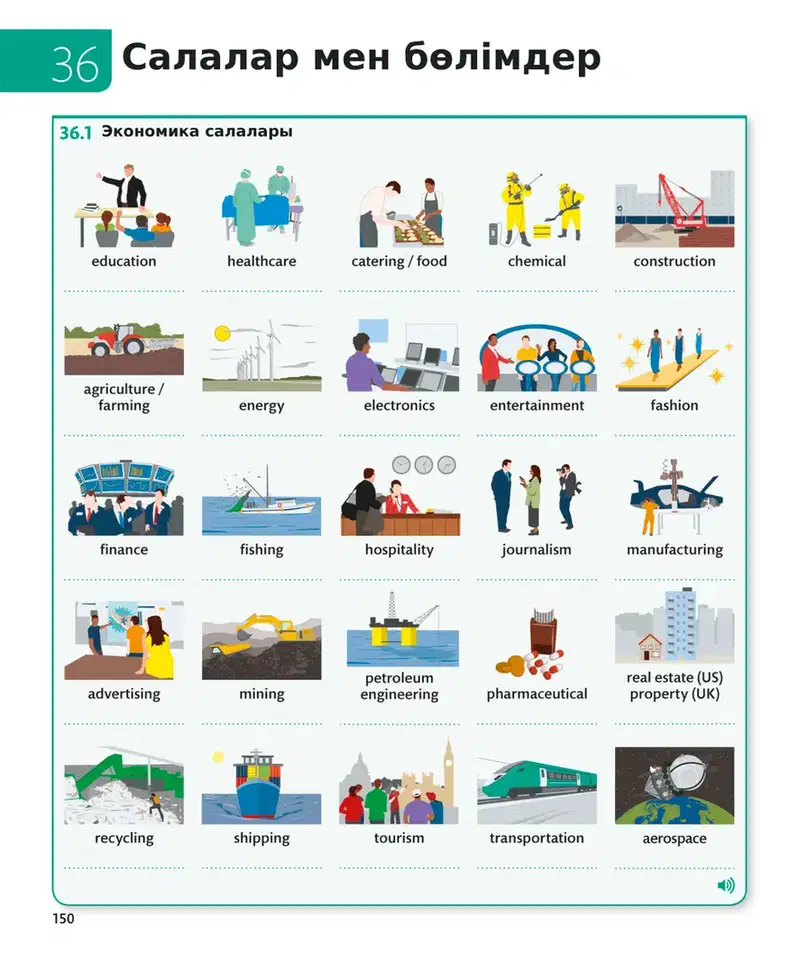 36
Салалар мен бөлімдер
36.1 Экономика салалары
education
healthcare
catering / food
chemical
construction
agriculture /
farming
energy
electronics
entertainment
fashion
finance
fishing
hospitality
journalism
manufacturing
advertising
mining
petroleum
engineering
pharmaceutical
real estate (US)
property (UK)
recycling
shipping
tourism
transportation
aerospace
150